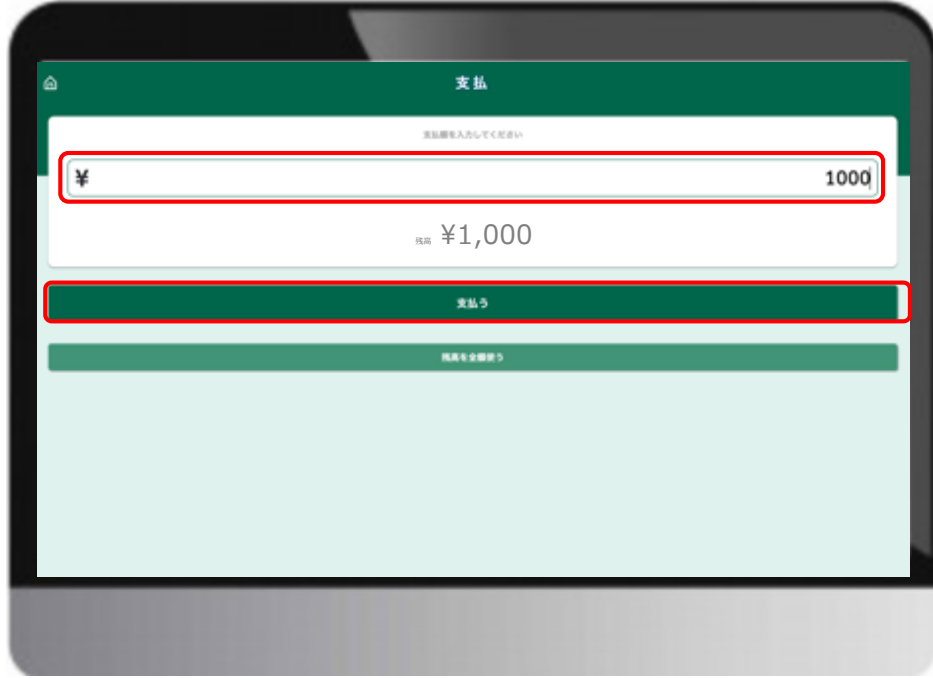 支払
支払額を入力してください
¥ 1000
残高 ¥1,000
支払う
残高を全額使う